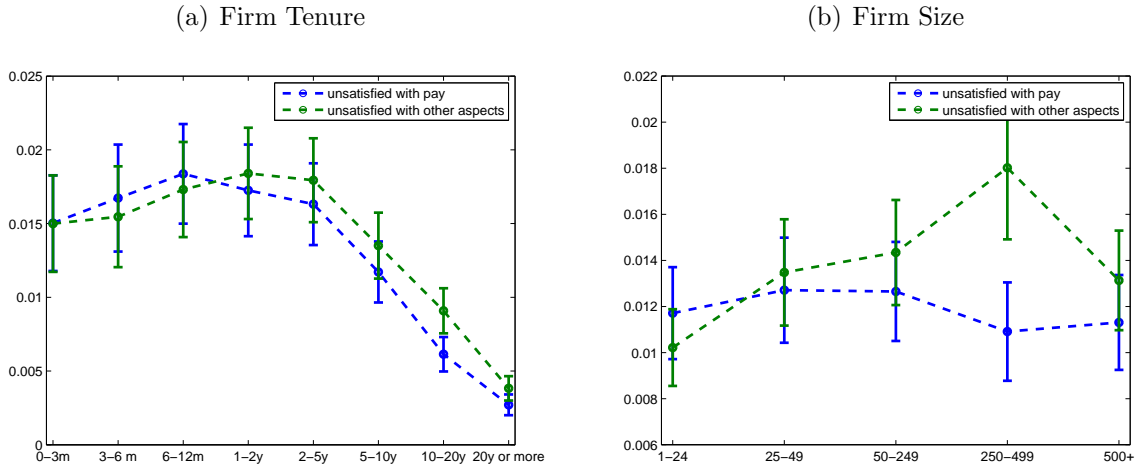 (a) Firm Tenure
0.025
0.02
0.015
0.01
0.005
0
0–3m 3–6 m 6–12m 1–2y 2–5y 5–10y 10–20y 20y or more
unsatisfied with pay
unsatisfied with other aspects
(b) Firm Size
0.022
0.02
0.018
0.016
0.014
0.012
0.01
0.008
0.006
1–24 25–49 50–249 250–499 500+
unsatisfied with pay
unsatisfied with other aspects